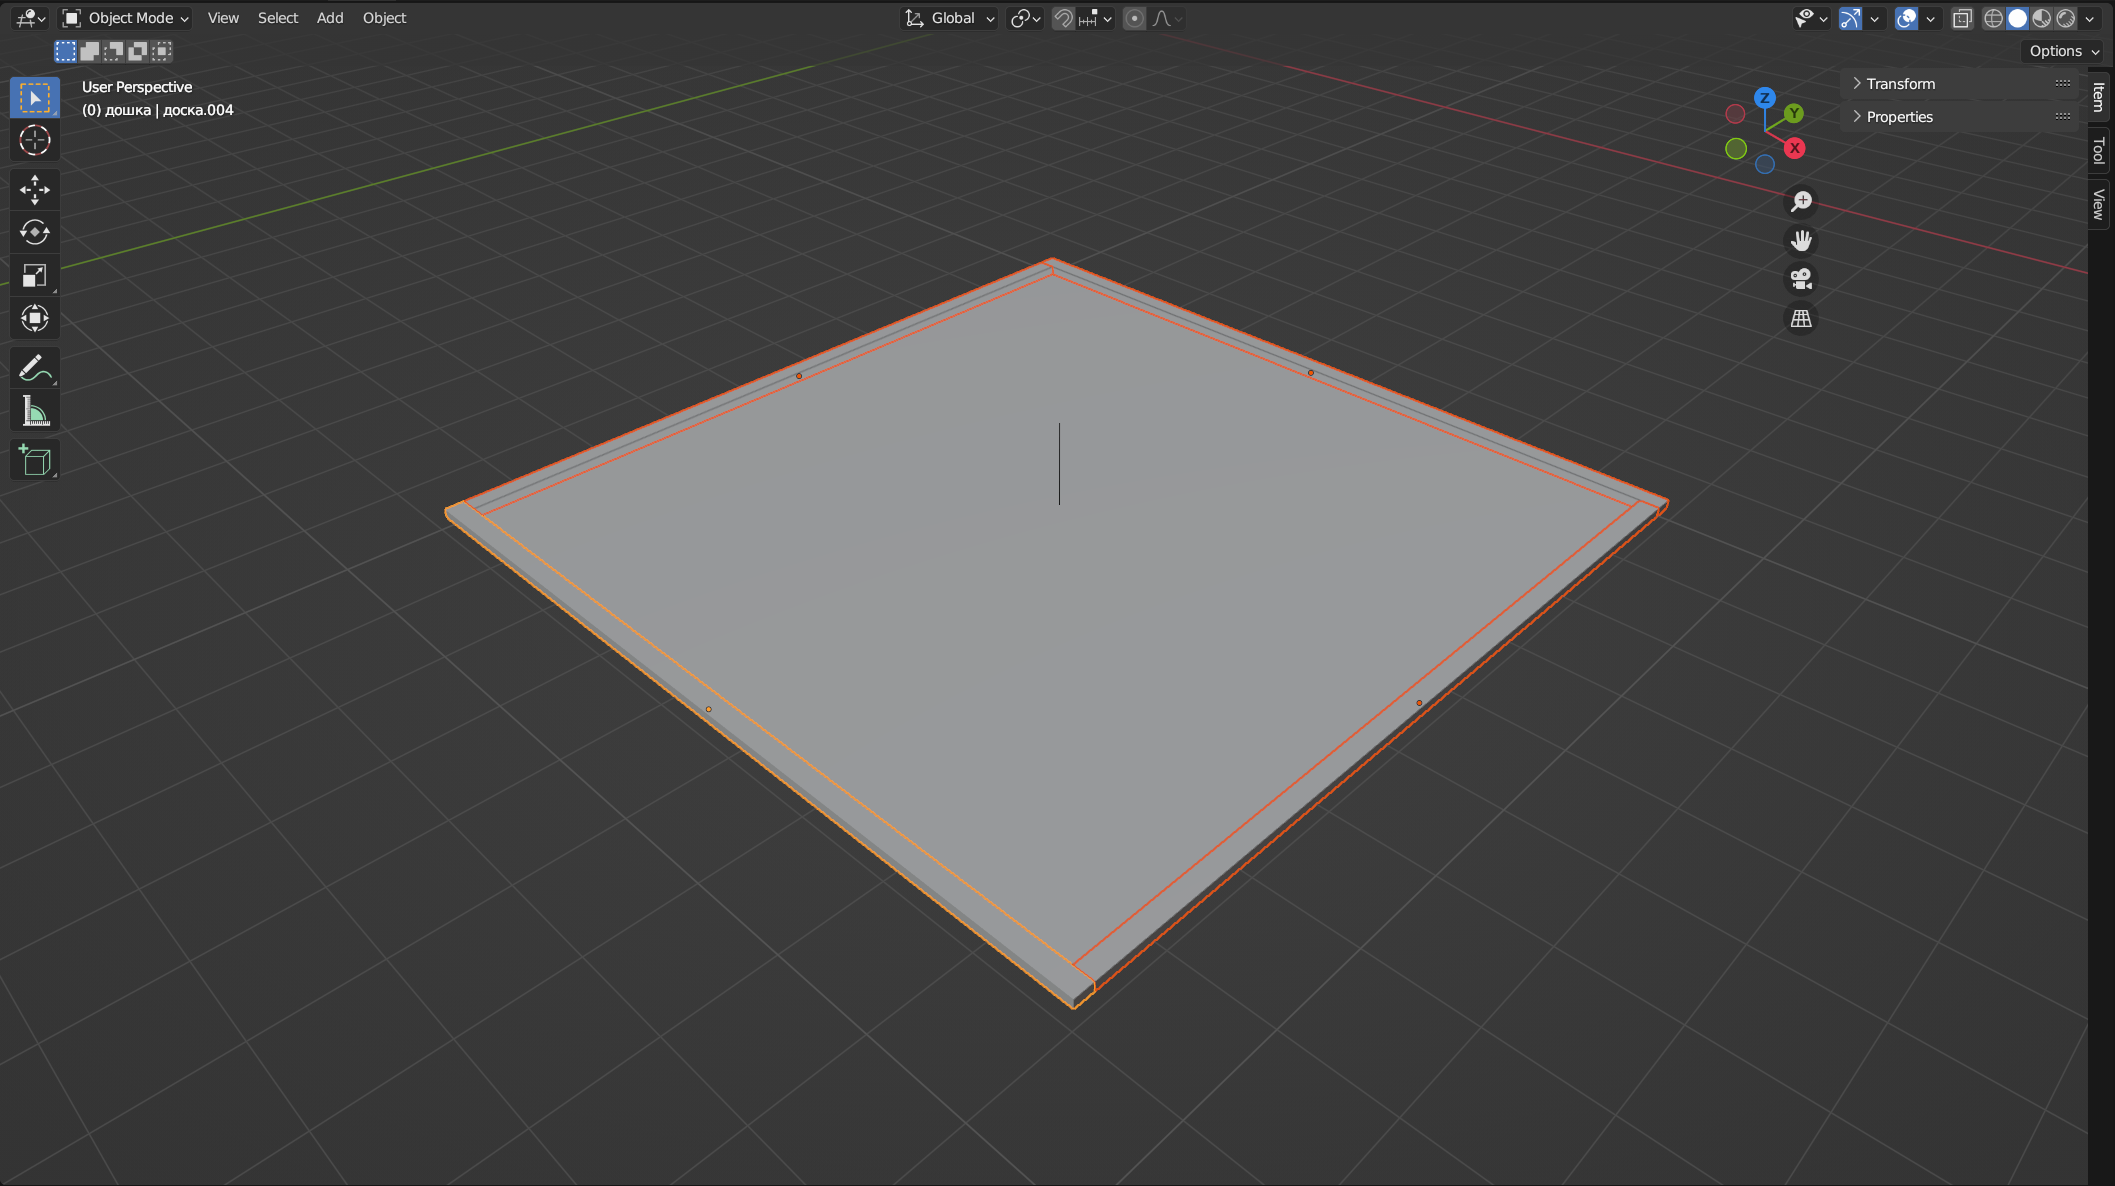 Object Mode View Select Add Object Global
Options
User Perspective
(0) дошка | доска.004
Transform
Properties
Item
Tool
View
Z
Y
X